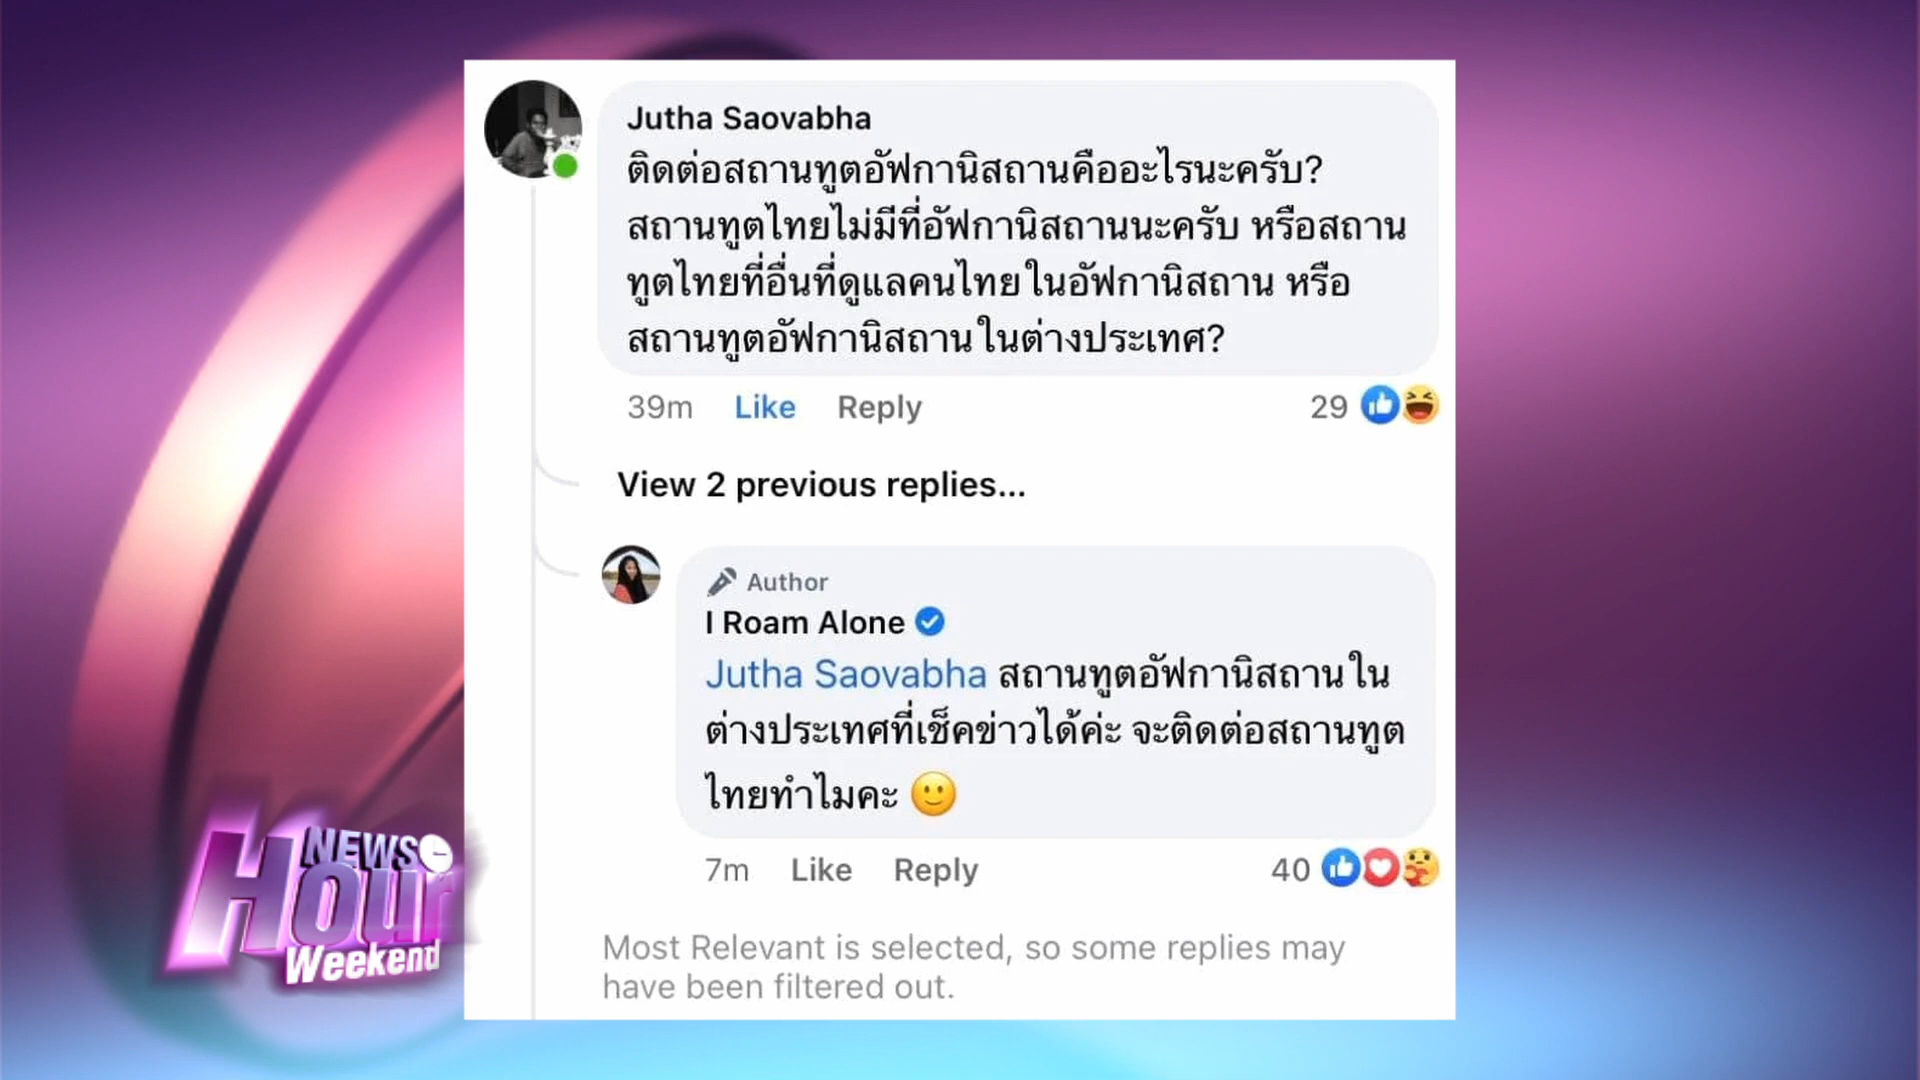 Jutha Saovabha
ติดต่อสถานทูตอัฟกานิสถานคืออะไรนะครับ?
สถานทูตไทยไม่มีที่อัฟกานิสถานนะครับ หรือสถาน
ทูตไทยที่อื่นที่ดูแลคนไทยในอัฟกานิสถาน หรือ
สถานทูตอัฟกานิสถานในต่างประเทศ?
39m Like Reply 29
View 2 previous replies...
Author
I Roam Alone
Jutha Saovabha สถานทูตอัฟกานิสถานใน
ต่างประเทศที่เช็คข่าวได้ค่ะ จะติดต่อสถานทูต
ไทยทำไมคะ 🙂
7m Like Reply 40
Most Relevant is selected, so some replies may
have been filtered out.
NEWS
Hour
Weekend